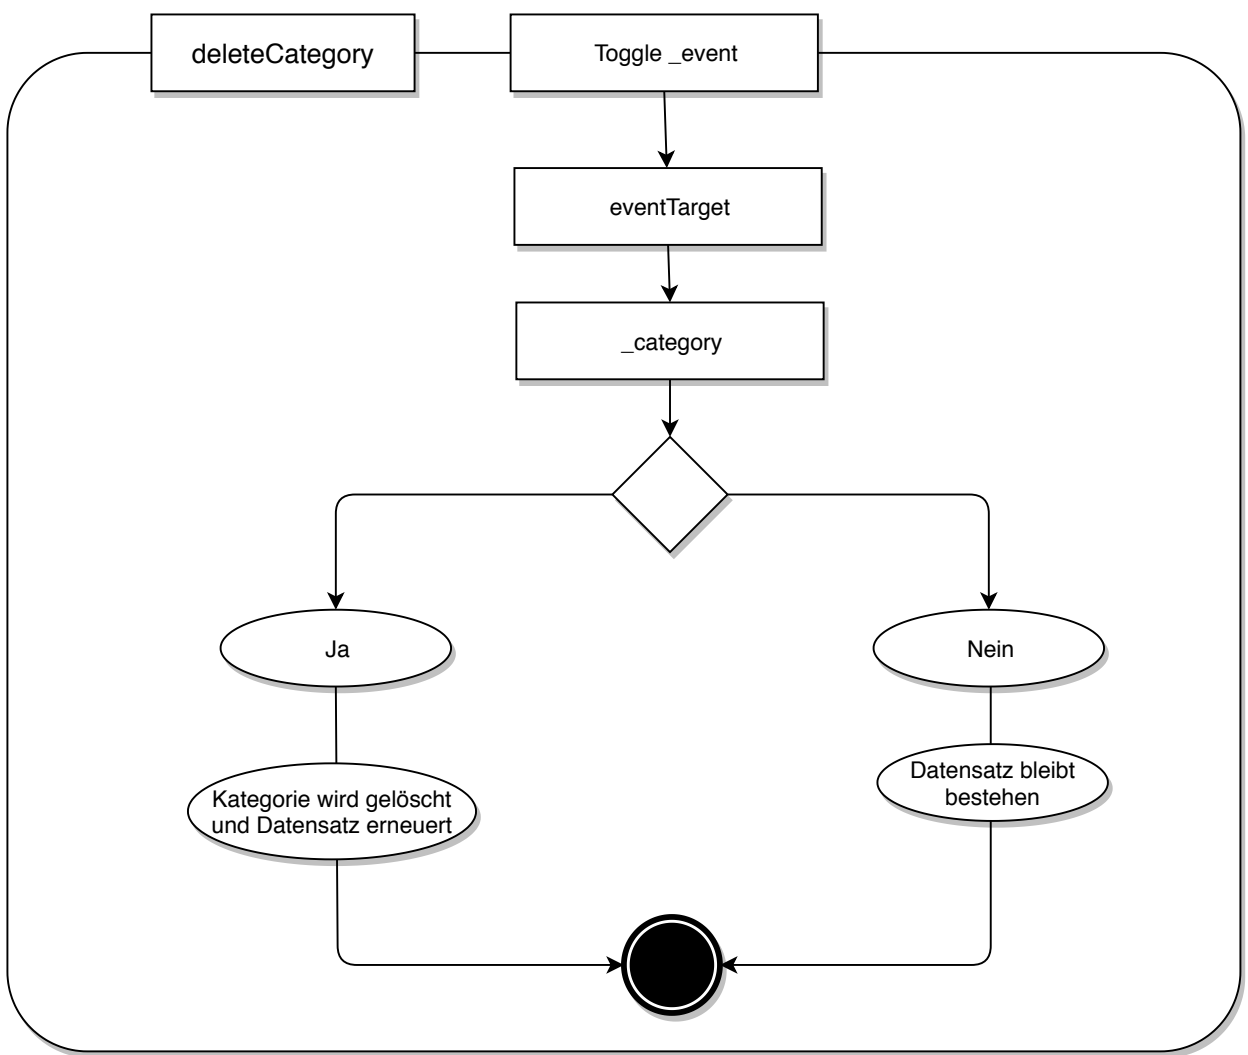 deleteCategory
Toggle _event
eventTarget
_category
Ja
Nein
Kategorie wird gelöscht
und Datensatz erneuert
Datensatz bleibt
bestehen